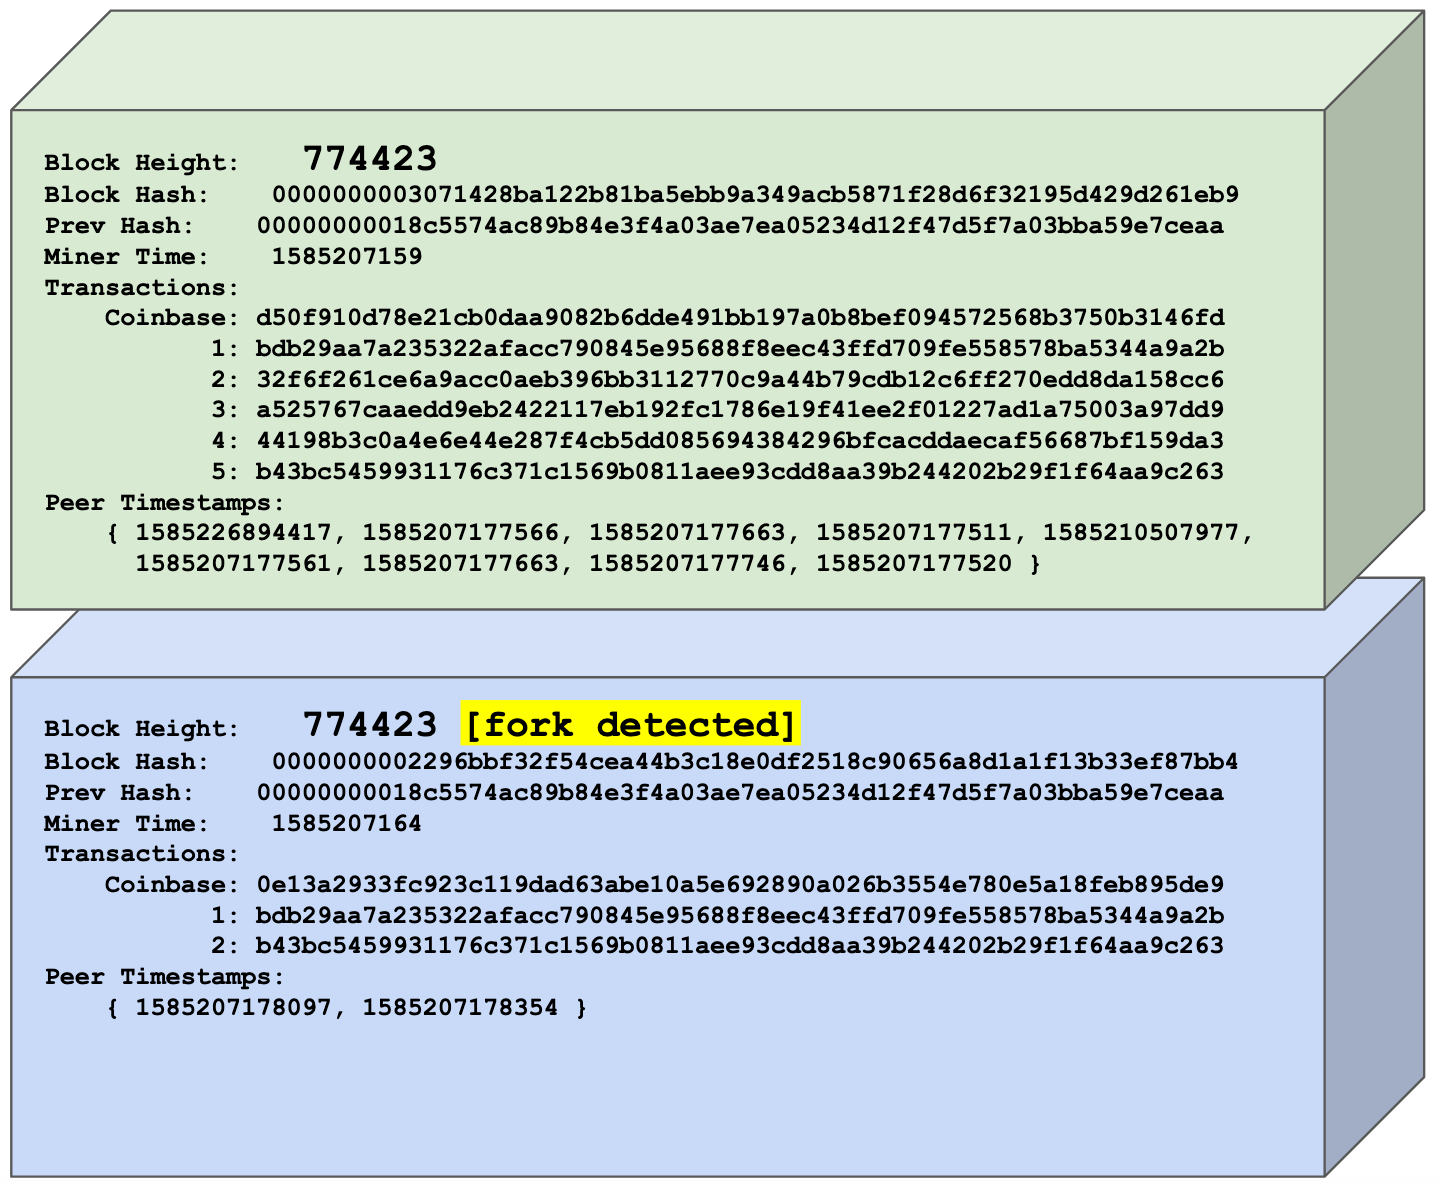 Block Height: 774423
Block Hash: 0000000003071428ba122b81ba5ebb9a349acb5871f28d6f32195d429d261eb9
Prev Hash: 00000000018c5574ac89b84e3f4a03ae7ea05234d12f47d5f7a03bba59e7ceaa
Miner Time: 1585207159
Transactions:
Coinbase: d50f910d78e21cb0daa9082b6dde491bb197a0b8bef094572568b3750b3146fd
1: bdb29aa7a235322afacc790845e95688f8eec43ffd709fe558578ba5344a9a2b
2: 32f6f261ce6a9acc0aeb396bb3112770c9a44b79cdb12c6ff270edd8da158cc6
3: a525767caaedd9eb2422117eb192fc1786e19f41ee2f01227ad1a75003a97dd9
4: 44198b3c0a4e6e44e287f4cb5dd085694384296bfcacddaecaf56687bf159da3
5: b43bc5459931176c371c1569b0811aee93cdd8aa39b244202b29f1f64aa9c263
Peer Timestamps:
{ 1585226894417, 1585207177566, 1585207177663, 1585207177511, 1585210507977,
1585207177561, 1585207177663, 1585207177746, 1585207177520 }
Block Height: 774423 [fork detected]
Block Hash: 0000000002296bbf32f54cea44b3c18e0df2518c90656a8d1a1f13b33ef87bb4
Prev Hash: 00000000018c5574ac89b84e3f4a03ae7ea05234d12f47d5f7a03bba59e7ceaa
Miner Time: 1585207164
Transactions:
Coinbase: 0e13a2933fc923c119dad63abe10a5e692890a026b3554e780e5a18feb895de9
1: bdb29aa7a235322afacc790845e95688f8eec43ffd709fe558578ba5344a9a2b
2: b43bc5459931176c371c1569b0811aee93cdd8aa39b244202b29f1f64aa9c263
Peer Timestamps:
{ 1585207178097, 1585207178354 }